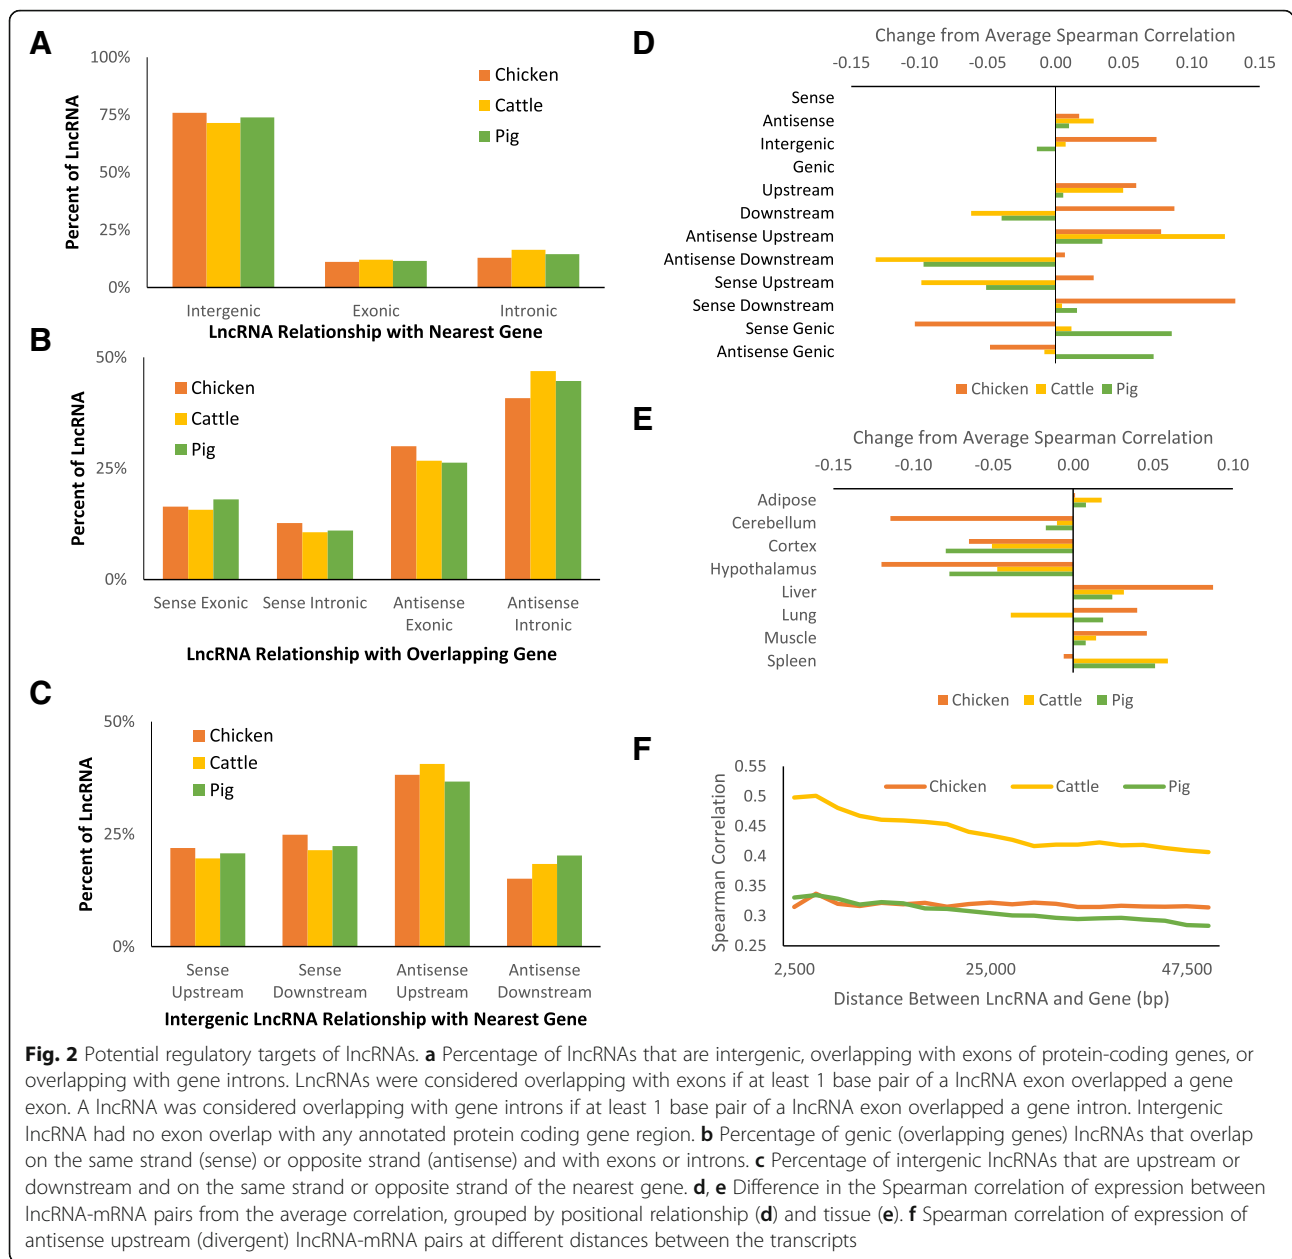 A
100%
75%
50%
25%
0%
Percent of LncRNA
Chicken
Cattle
Pig
Intergenic
Exonic
Intronic
LncRNA Relationship with Nearest Gene
B
50%
25%
0%
Percent of LncRNA
Chicken
Cattle
Pig
Sense Exonic
Sense Intronic
Antisense
Exonic
Antisense
Intronic
LncRNA Relationship with Overlapping Gene
C
50%
25%
0%
Percent of LncRNA
Chicken
Cattle
Pig
Sense
Upstream
Sense
Downstream
Antisense
Upstream
Antisense
Downstream
Intergenic LncRNA Relationship with Nearest Gene
D
Change from Average Spearman Correlation
-0.15 -0.10 -0.05 0.00 0.05 0.10 0.15
Sense
Antisense
Intergenic
Genic
Upstream
Downstream
Antisense Upstream
Antisense Downstream
Sense Upstream
Sense Downstream
Sense Genic
Antisense Genic
Chicken Cattle Pig
E
Change from Average Spearman Correlation
-0.15 -0.10 -0.05 0.00 0.05 0.10
Adipose
Cerebellum
Cortex
Hypothalamus
Liver
Lung
Muscle
Spleen
Chicken Cattle Pig
F
0.55
0.5
0.45
0.4
0.35
0.3
0.25
Spearman Correlation
Chicken Cattle Pig
2,500 25,000 47,500
Distance Between LncRNA and Gene (bp)
Fig. 2 Potential regulatory targets of lncRNAs. a Percentage of lncRNAs that are intergenic, overlapping with exons of protein-coding genes, or
overlapping with gene introns. LncRNAs were considered overlapping with exons if at least 1 base pair of a lncRNA exon overlapped a gene
exon. A lncRNA was considered overlapping with gene introns if at least 1 base pair of a lncRNA exon overlapped a gene intron. Intergenic
lncRNA had no exon overlap with any annotated protein coding gene region. b Percentage of genic (overlapping genes) lncRNAs that overlap
on the same strand (sense) or opposite strand (antisense) and with exons or introns. c Percentage of intergenic lncRNAs that are upstream or
downstream and on the same strand or opposite strand of the nearest gene. d, e Difference in the Spearman correlation of expression between
lncRNA-mRNA pairs from the average correlation, grouped by positional relationship (d) and tissue (e). f Spearman correlation of expression of
antisense upstream (divergent) lncRNA-mRNA pairs at different distances between the transcripts